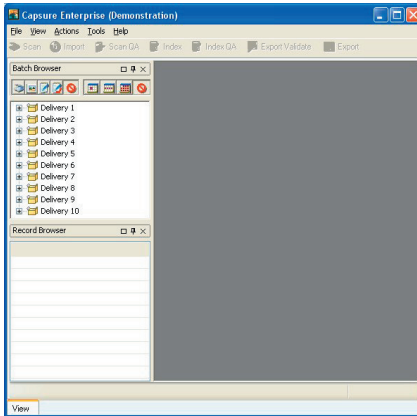 Capsure Enterprise (Demonstration)
File View Actions Tools Help
Scan Import Scan QA Index Index QA Export Validate Export
Batch Browser
Delivery 1
Delivery 2
Delivery 3
Delivery 4
Delivery 5
Delivery 6
Delivery 7
Delivery 8
Delivery 9
Delivery 10
Record Browser
View